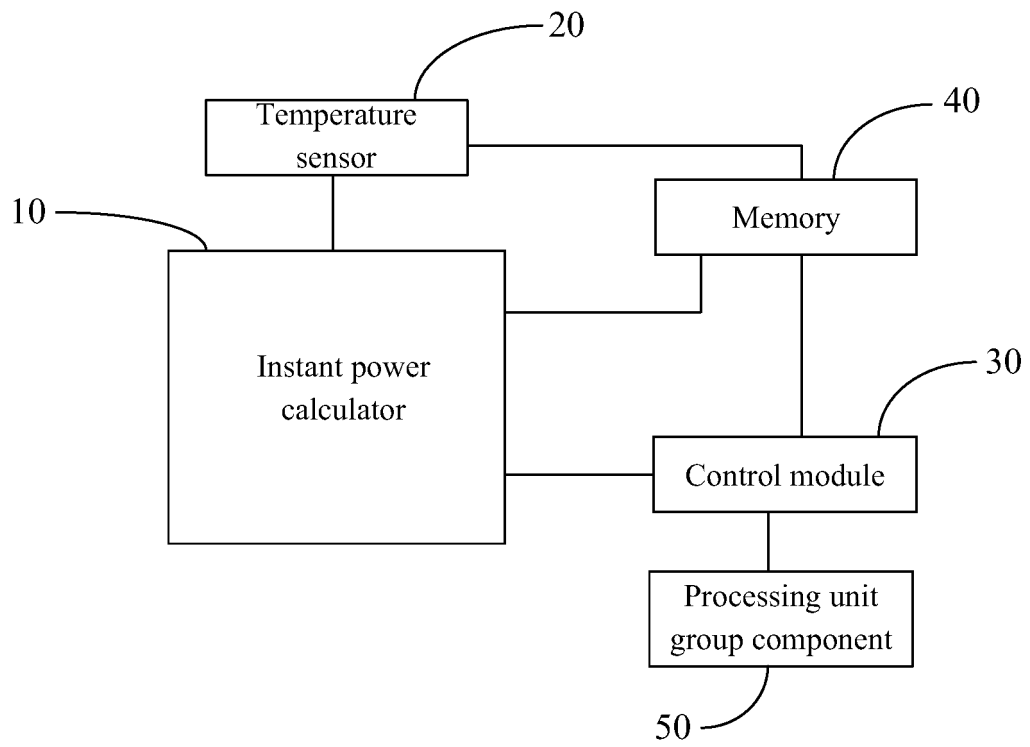 20
Temperature
sensor
40
Memory
10
Instant power
calculator
30
Control module
Processing unit
group component
50